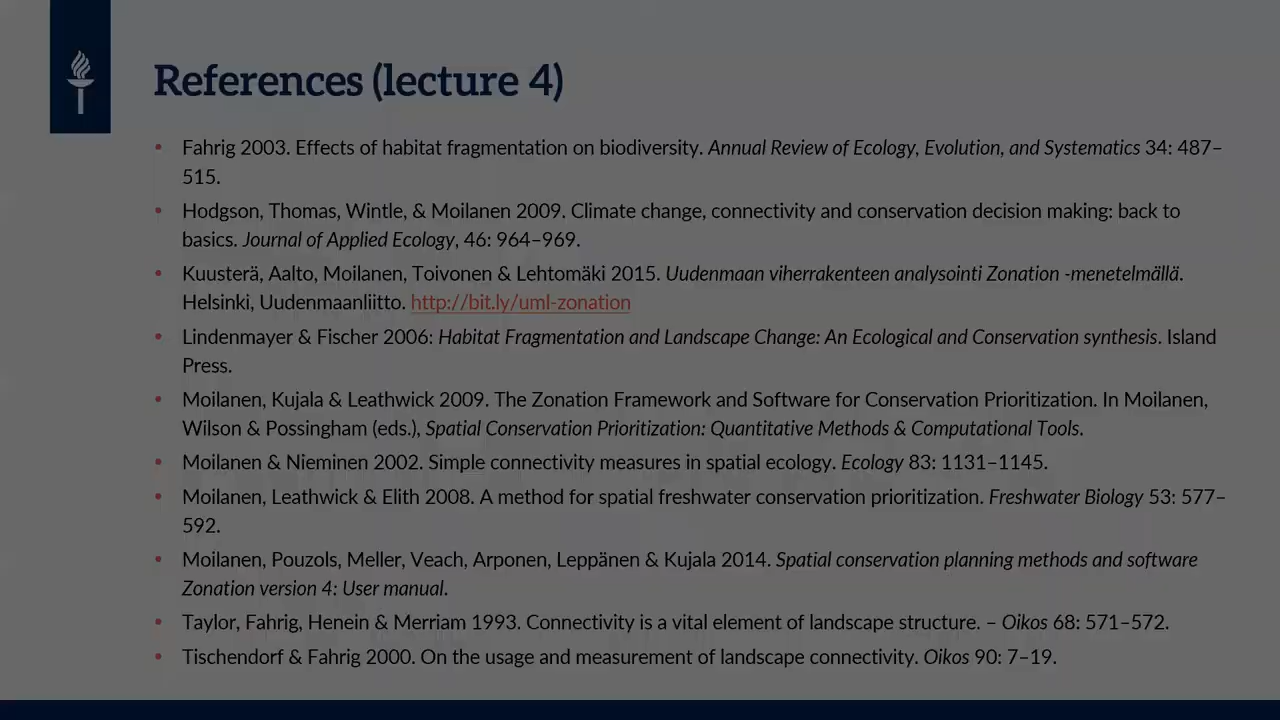 References (lecture 4)
• Fahrig 2003. Effects of habitat fragmentation on biodiversity. Annual Review of Ecology, Evolution, and Systematics 34: 487–
515.
• Hodgson, Thomas, Wintle, & Moilanen 2009. Climate change, connectivity and conservation decision making: back to
basics. Journal of Applied Ecology, 46: 964–969.
• Kuusterä, Aalto, Moilanen, Toivonen & Lehtomäki 2015. Uudenmaan viherrakenteen analysointi Zonation -menetelmällä.
Helsinki, Uudenmaanliitto. http://bit.ly/uml-zonation
• Lindenmayer & Fischer 2006: Habitat Fragmentation and Landscape Change: An Ecological and Conservation synthesis. Island
Press.
• Moilanen, Kujala & Leathwick 2009. The Zonation Framework and Software for Conservation Prioritization. In Moilanen,
Wilson & Possingham (eds.), Spatial Conservation Prioritization: Quantitative Methods & Computational Tools.
• Moilanen & Nieminen 2002. Simple connectivity measures in spatial ecology. Ecology 83: 1131–1145.
• Moilanen, Leathwick & Elith 2008. A method for spatial freshwater conservation prioritization. Freshwater Biology 53: 577–
592.
• Moilanen, Pouzols, Meller, Veach, Arponen, Leppänen & Kujala 2014. Spatial conservation planning methods and software
Zonation version 4: User manual.
• Taylor, Fahrig, Henein & Merriam 1993. Connectivity is a vital element of landscape structure. – Oikos 68: 571–572.
• Tischendorf & Fahrig 2000. On the usage and measurement of landscape connectivity. Oikos 90: 7–19.